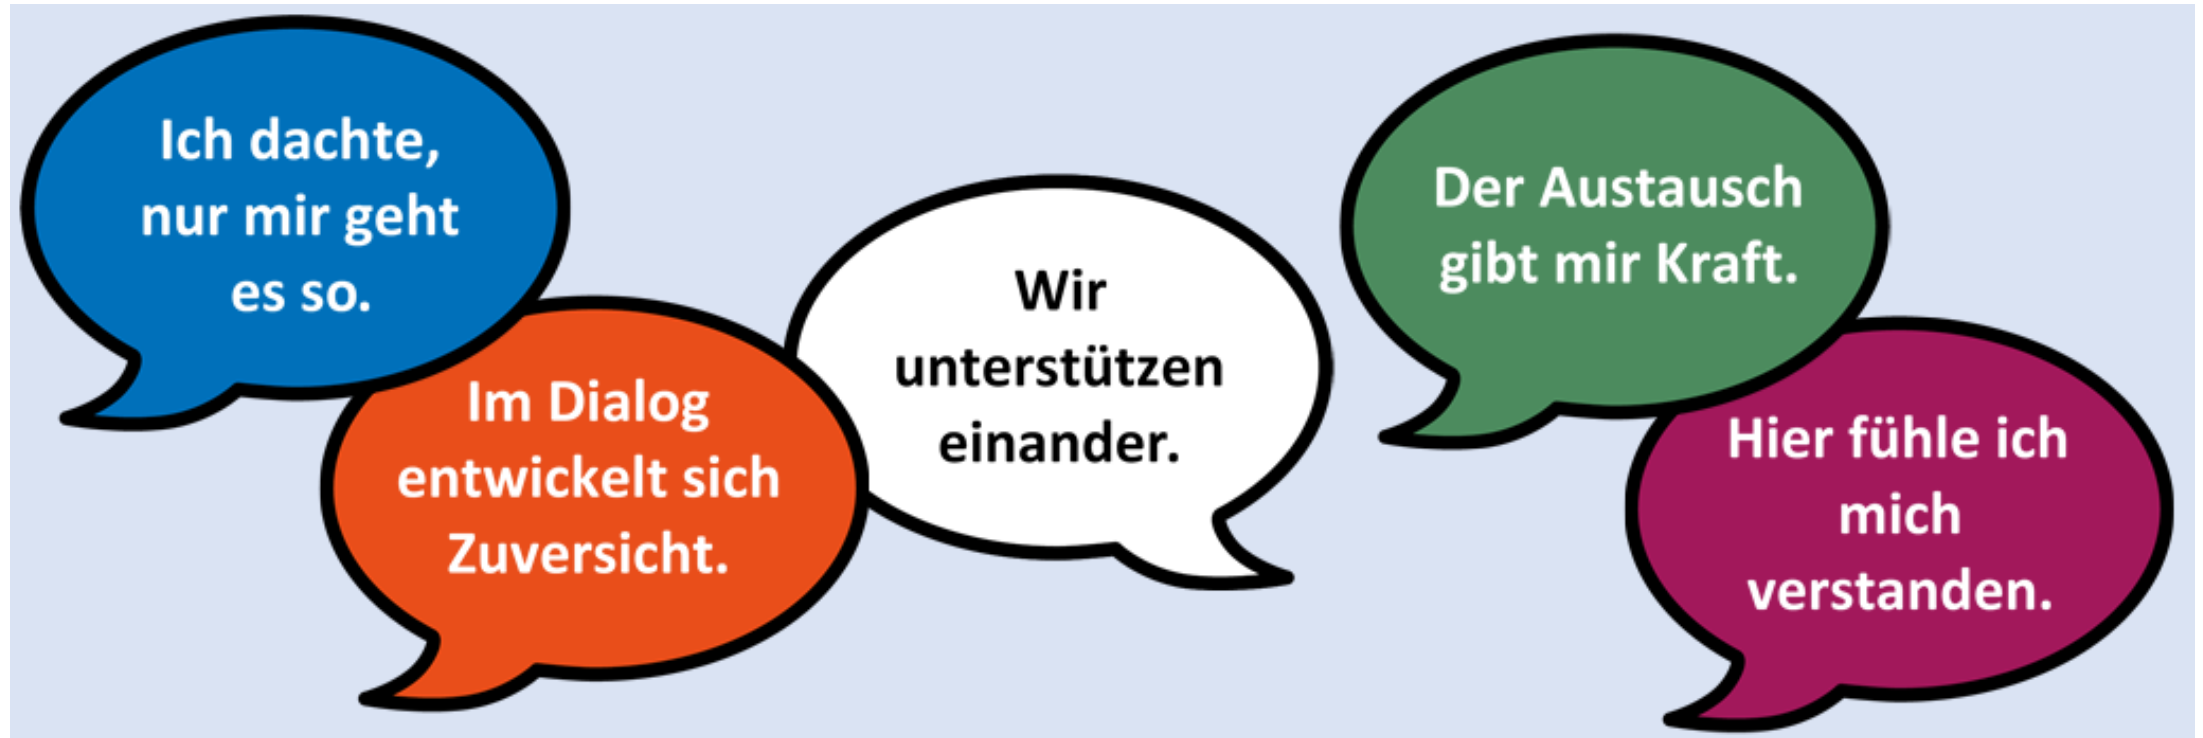 Ich dachte,
nur mir geht
es so.
Im Dialog
entwickelt sich
Zuversicht.
Wir
unterstützen
einander.
Der Austausch
gibt mir Kraft.
Hier fühle ich
mich
verstanden.